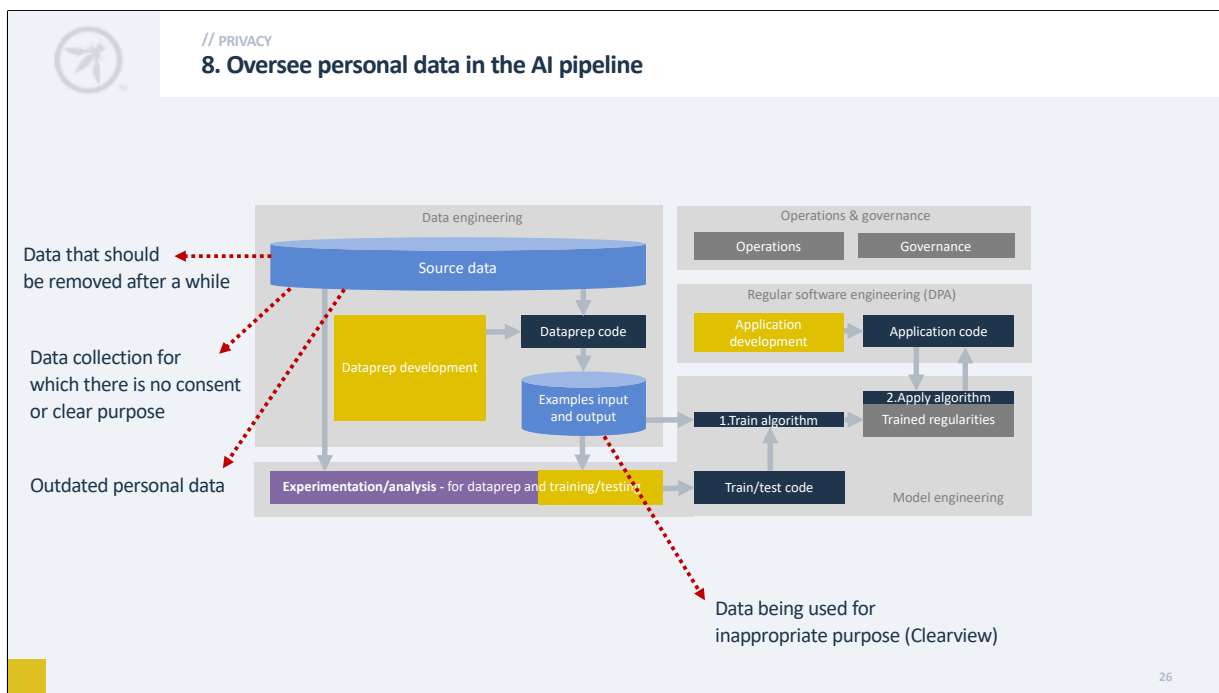 // PRIVACY
8. Oversee personal data in the AI pipeline
Data engineering
Source data
Dataprep code
Dataprep development
Examples input
and output
Experimentation/analysis - for dataprep and training/testing
Operations & governance
Operations
Governance
Regular software engineering (DPA)
Application
development
Application code
1.Train algorithm
2.Apply algorithm
Trained regularities
Train/test code
Model engineering
Data that should
be removed after a while
Data collection for
which there is no consent
or clear purpose
Outdated personal data
Data being used for
inappropriate purpose (Clearview)
26